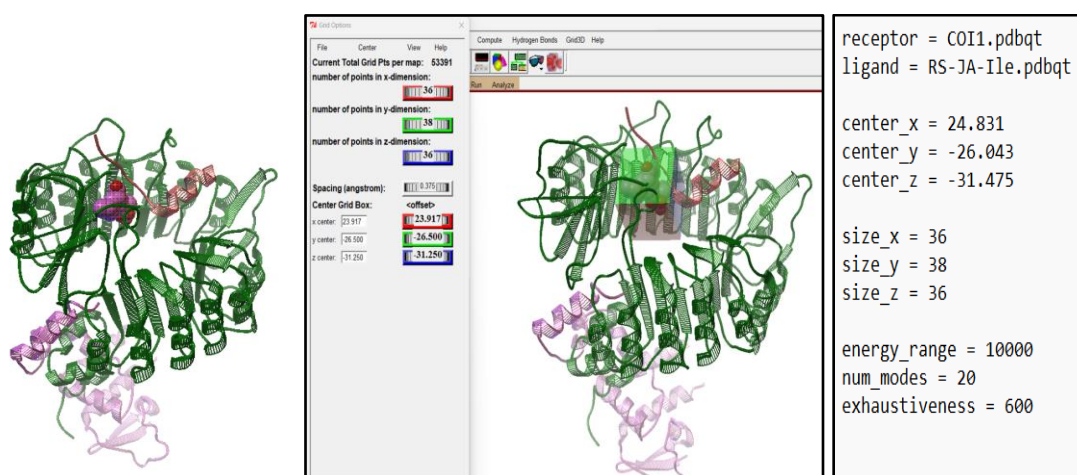 Grid Options
File Center View Help
Current Total Grid Pts per map: 53391
number of points in x-dimension:
36
number of points in y-dimension:
38
number of points in z-dimension:
36
Spacing (angstrom): 0.375
Center Grid Box: <offset>
x center: 23.917 23.917
y center: -26.500 -26.500
z center: -31.250 -31.250
Compute Hydrogen Bonds Grid3D Help
Run Analyze
receptor = COI1.pdbqt
ligand = RS-JA-Ile.pdbqt
center_x = 24.831
center_y = -26.043
center_z = -31.475
size_x = 36
size_y = 38
size_z = 36
energy_range = 10000
num_modes = 20
exhaustiveness = 600